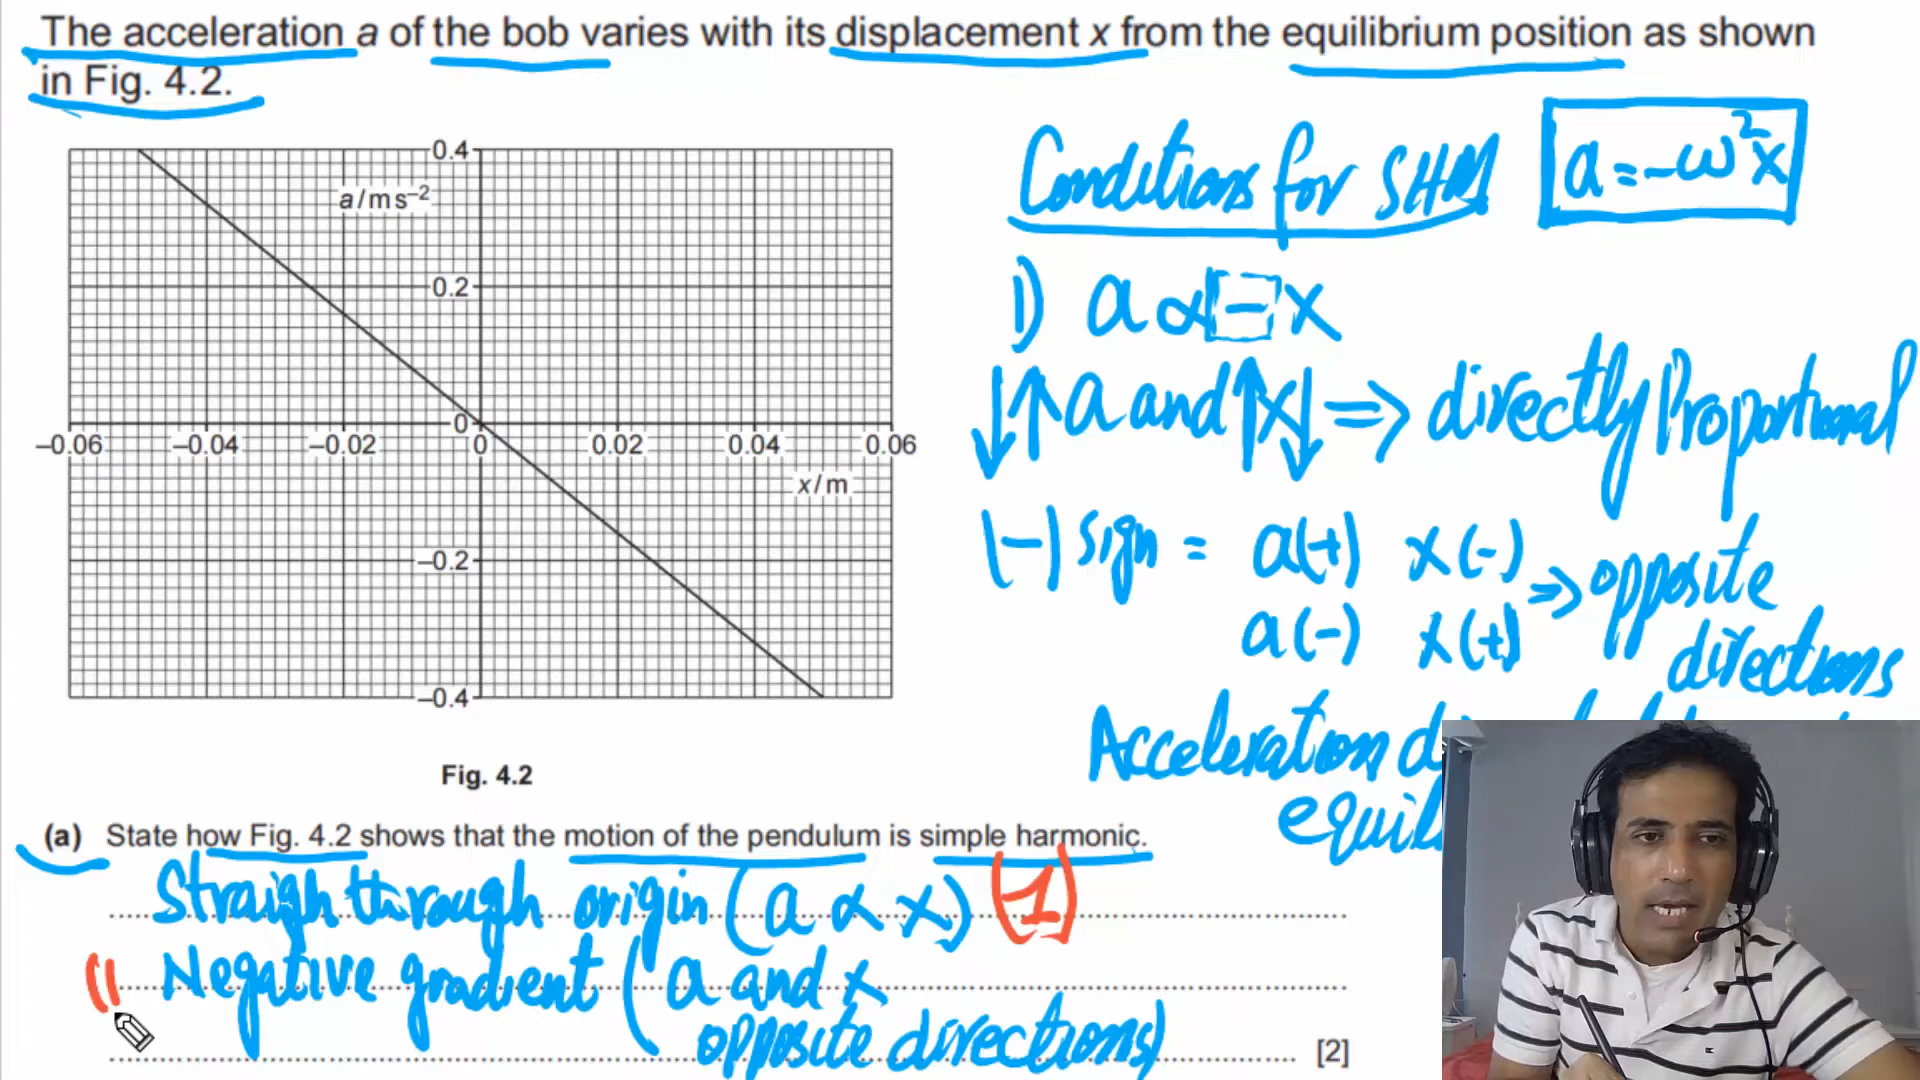 The acceleration a of the bob varies with its displacement x from the equilibrium position as shown
in Fig. 4.2.
Conditions for SHM
a=-ω²x
0.4
a/ms⁻²
0.2
0
–0.06 –0.04 –0.02 0 0.02 0.04 0.06
x/m
–0.2
–0.4
Fig. 4.2
1) a α - x
↓↑ a and ↑x↓ => directly Proportional
(-) sign = a(+) x(-)
=> opposite
a(-) x(+)
directions
Acceleration
(a) State how Fig. 4.2 shows that the motion of the pendulum is simple harmonic.
Straigh through origin (a α x) (1)
Negative gradient (a and x
opposite directions)
[2]